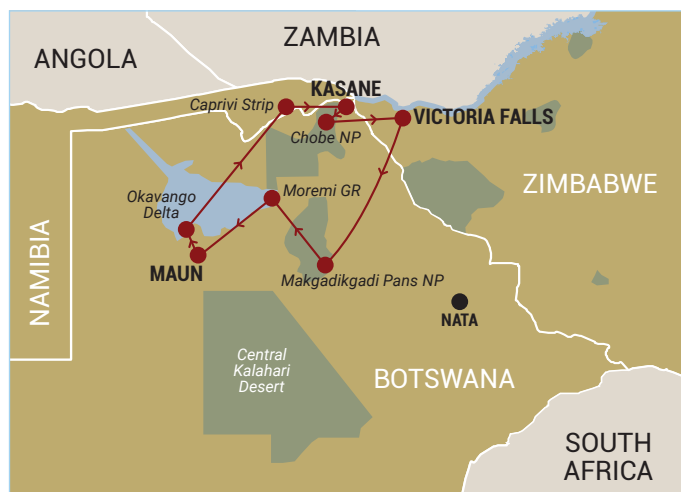 ZAMBIA
ANGOLA
KASANE
Caprivi Strip
VICTORIA FALLS
Chobe NP
ZIMBABWE
Okavango
Delta
Moremi GR
NAMIBIA
MAUN
Makgadikgadi Pans NP
NATA
Central
Kalahari
Desert
BOTSWANA
SOUTH
AFRICA